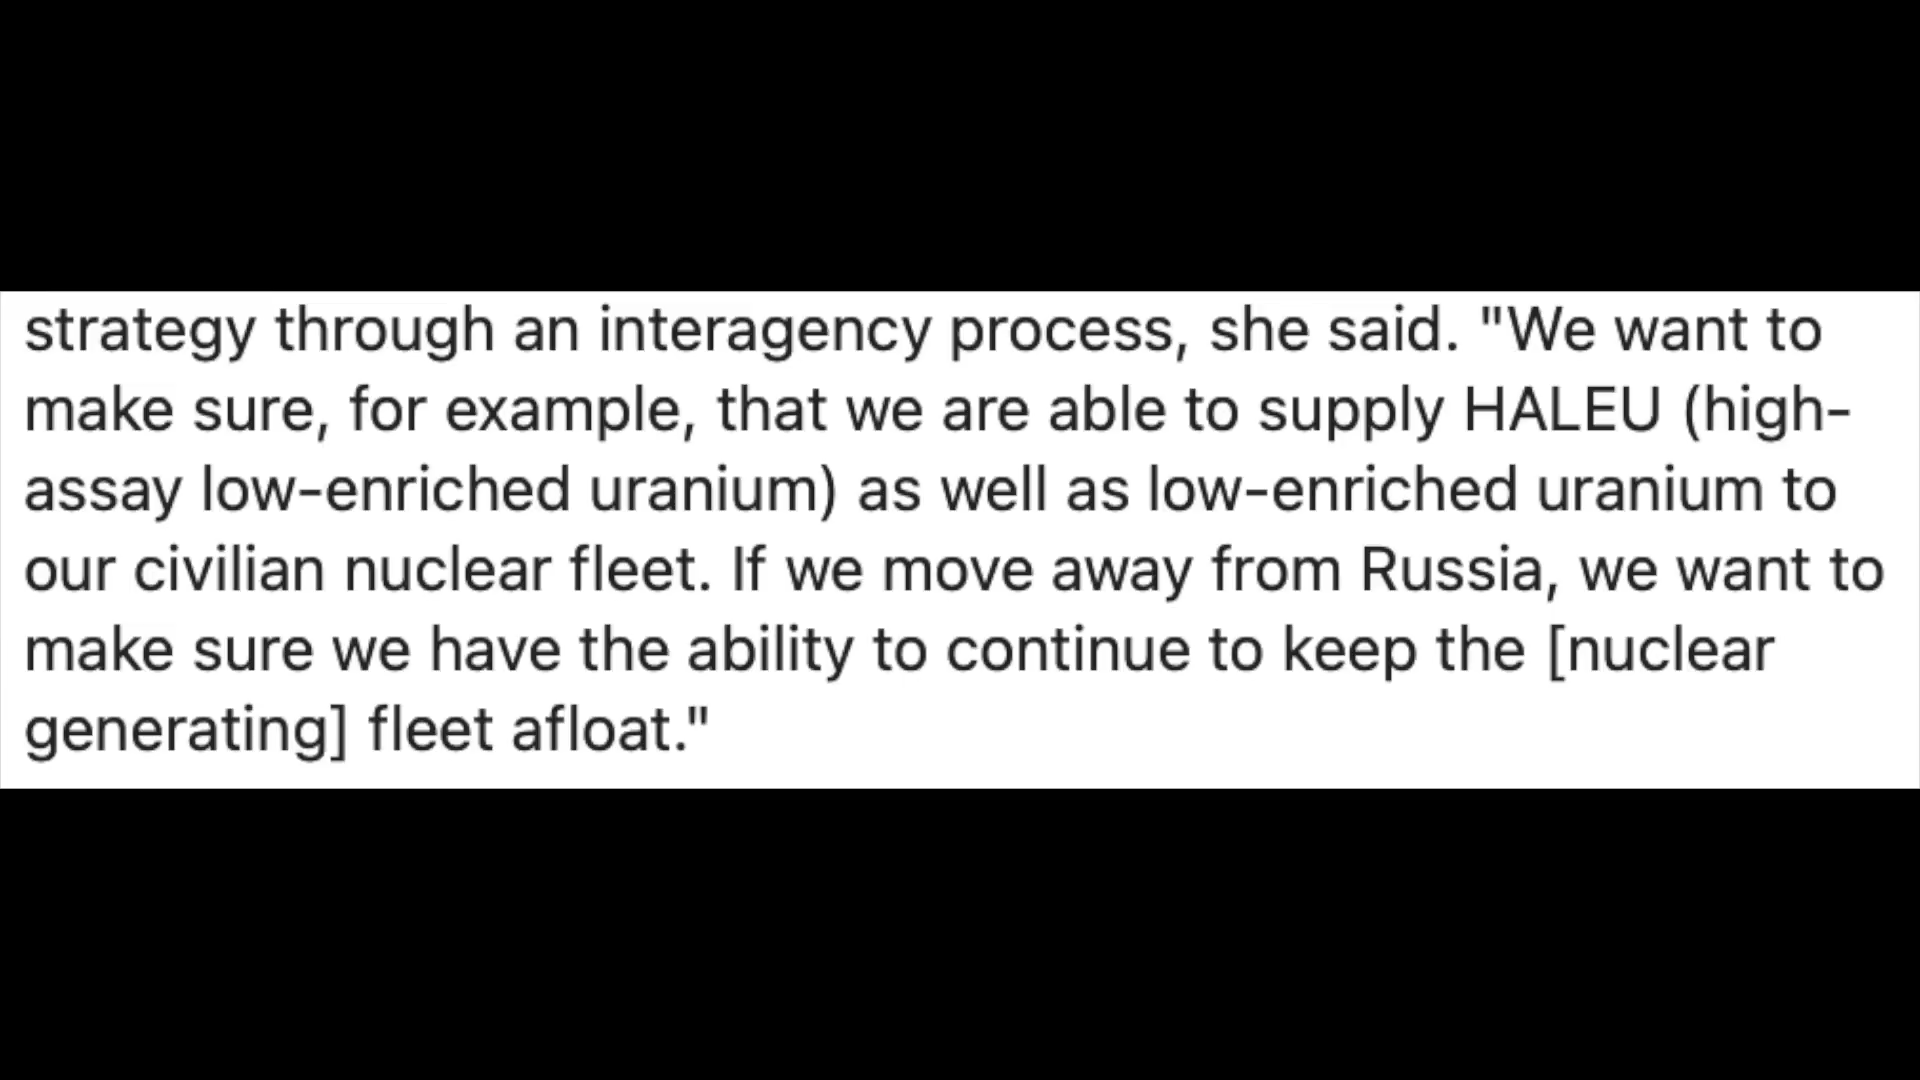 strategy through an interagency process, she said. "We want to
make sure, for example, that we are able to supply HALEU (high-
assay low-enriched uranium) as well as low-enriched uranium to
our civilian nuclear fleet. If we move away from Russia, we want to
make sure we have the ability to continue to keep the [nuclear
generating] fleet afloat."